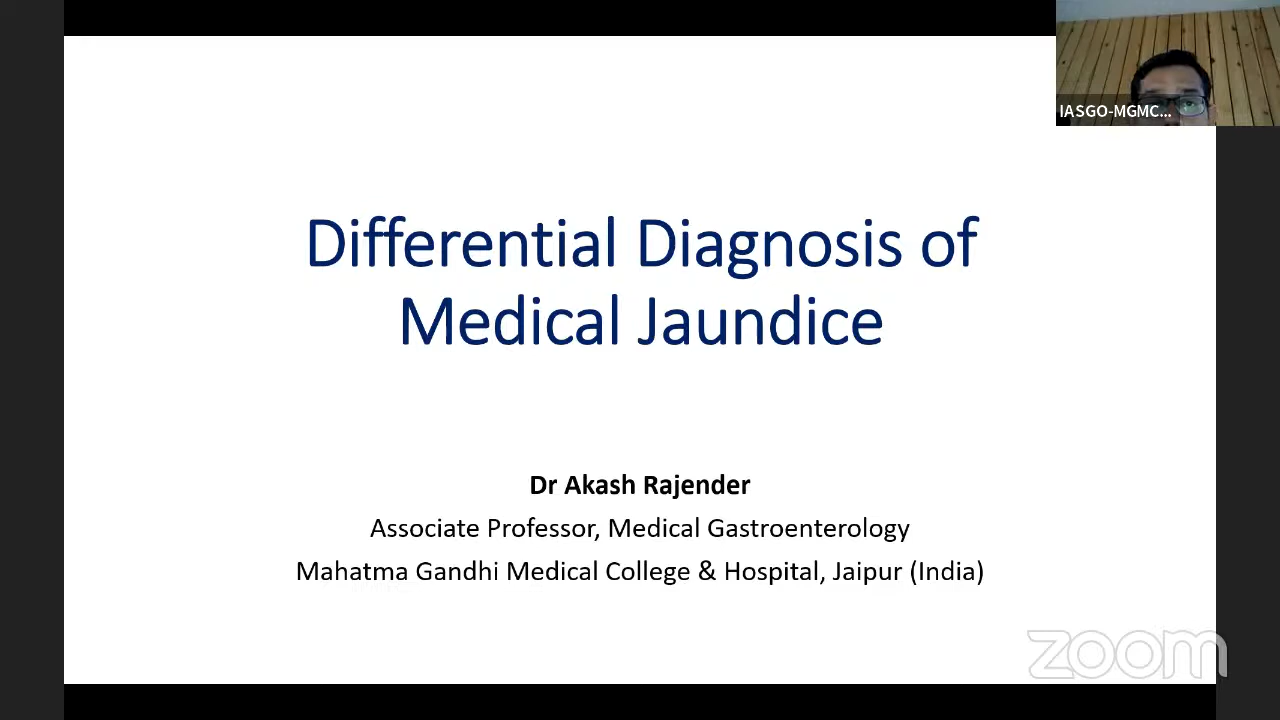 IASGO-MGMC...
Differential Diagnosis of
Medical Jaundice
Dr Akash Rajender
Associate Professor, Medical Gastroenterology
Mahatma Gandhi Medical College & Hospital, Jaipur (India)
zoom